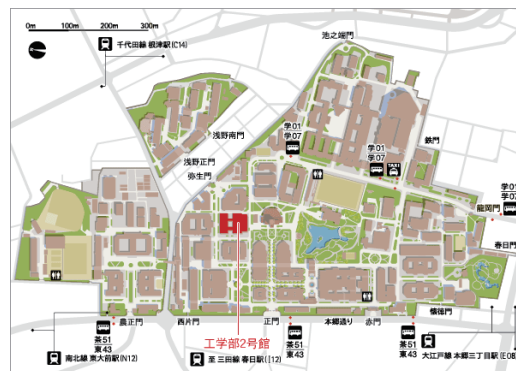 0 100m 200m 300m
千代田線 根津駅(C14)
池之端門
浅野南門
学01
学07
鉄門
浅野正門
学01
学07
TAXI
弥生門
学01
学07
龍岡門
春日門
農正門
西片門
工学部2号館
正門
本郷通り
赤門
懐徳門
茶51
東43
茶51
東43
茶51
東43
南北線 東大前駅(N12)
至 三田線 春日駅(I12)
大江戸線 本郷三丁目駅(E08)